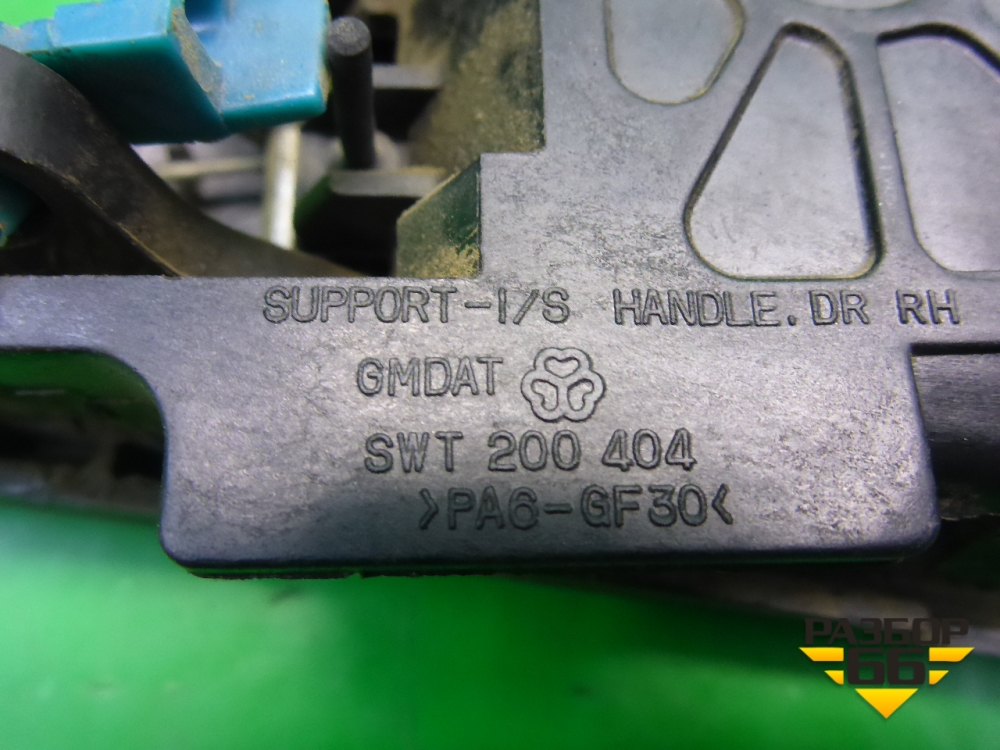 SUPPORT-I/S HANDLE.DR RH
GMDAT
SWT 200 404
>PA6-GF30<
РАЗБОР
66